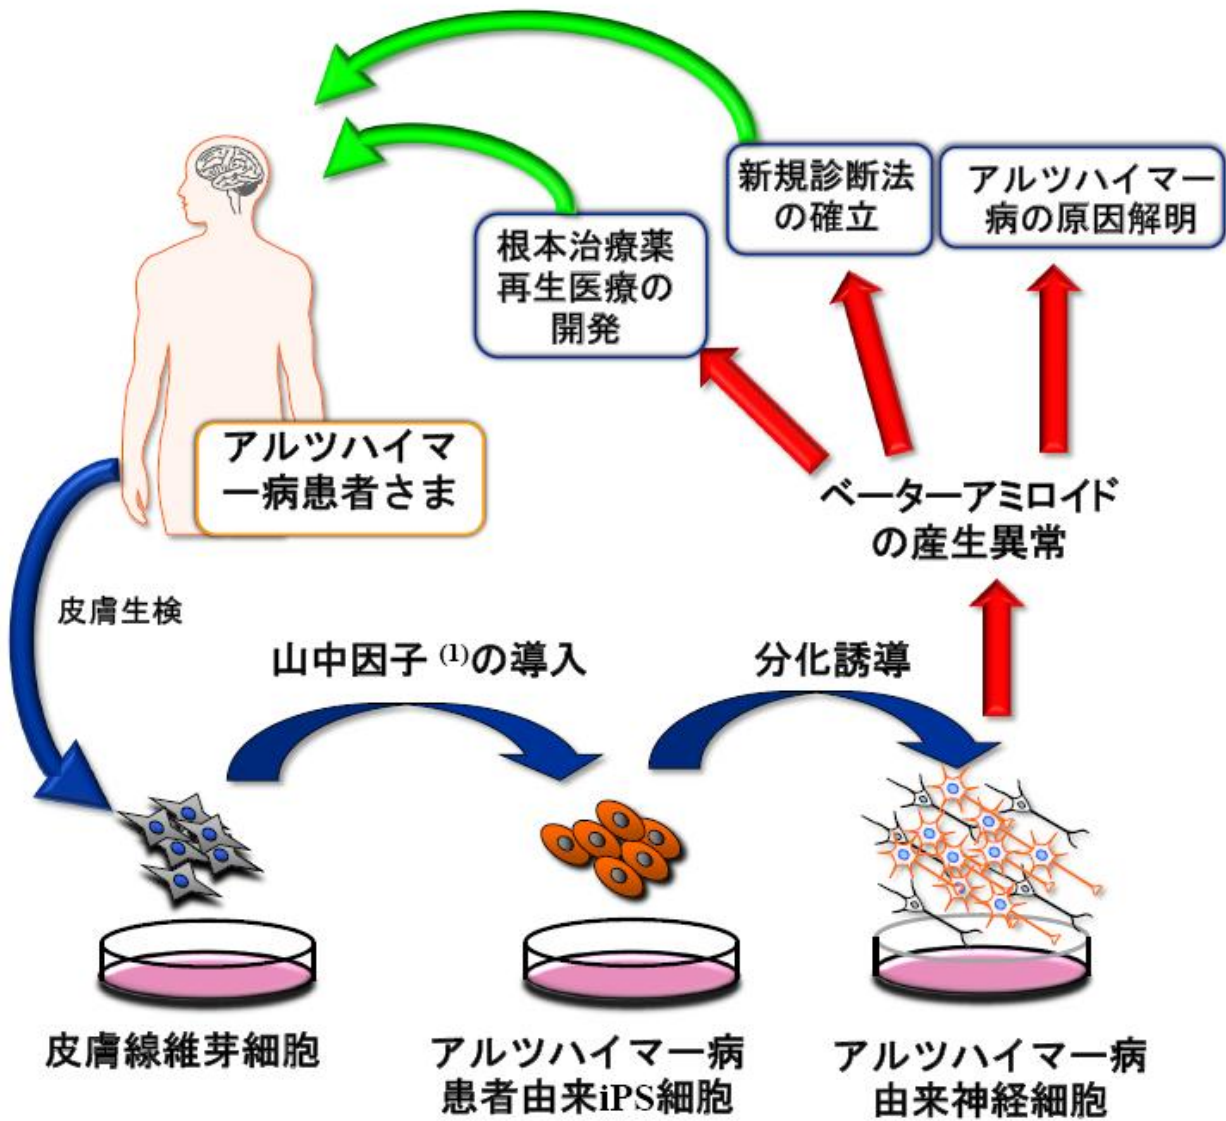 新規診断法
の確立
アルツハイマー
病の原因解明
根本治療薬
再生医療の
開発
アルツハイマ
ー病患者さま
ベーターアミロイド
の産生異常
皮膚生検
山中因子 (1)の導入
分化誘導
皮膚線維芽細胞
アルツハイマー病
患者由来iPS細胞
アルツハイマー病
由来神経細胞